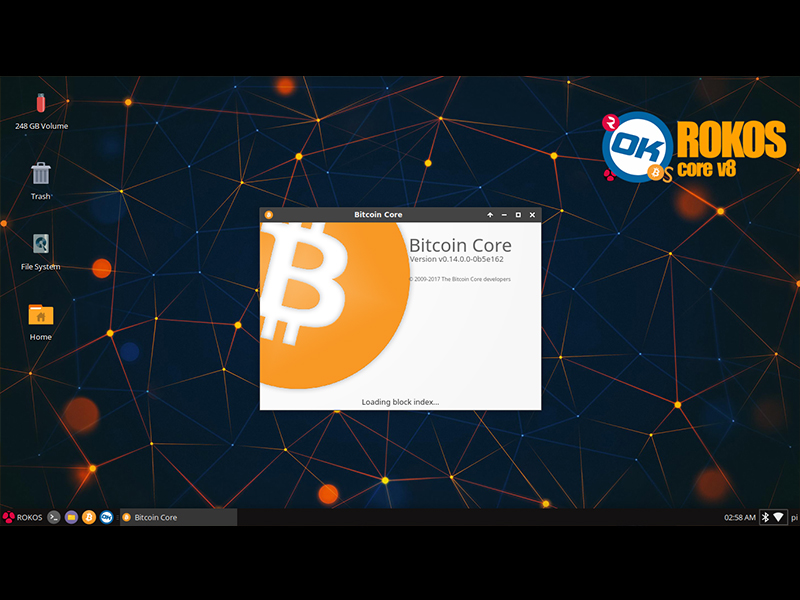 248 GB Volume
Trash
File System
Home
R
OK
B
S
ROKOS
core v8
Bitcoin Core
Bitcoin Core
Version v0.14.0.0-0b5e162
© 2009-2017 The Bitcoin Core developers
Loading block index...
ROKOS
OK
Bitcoin Core
02:58 AM
pi